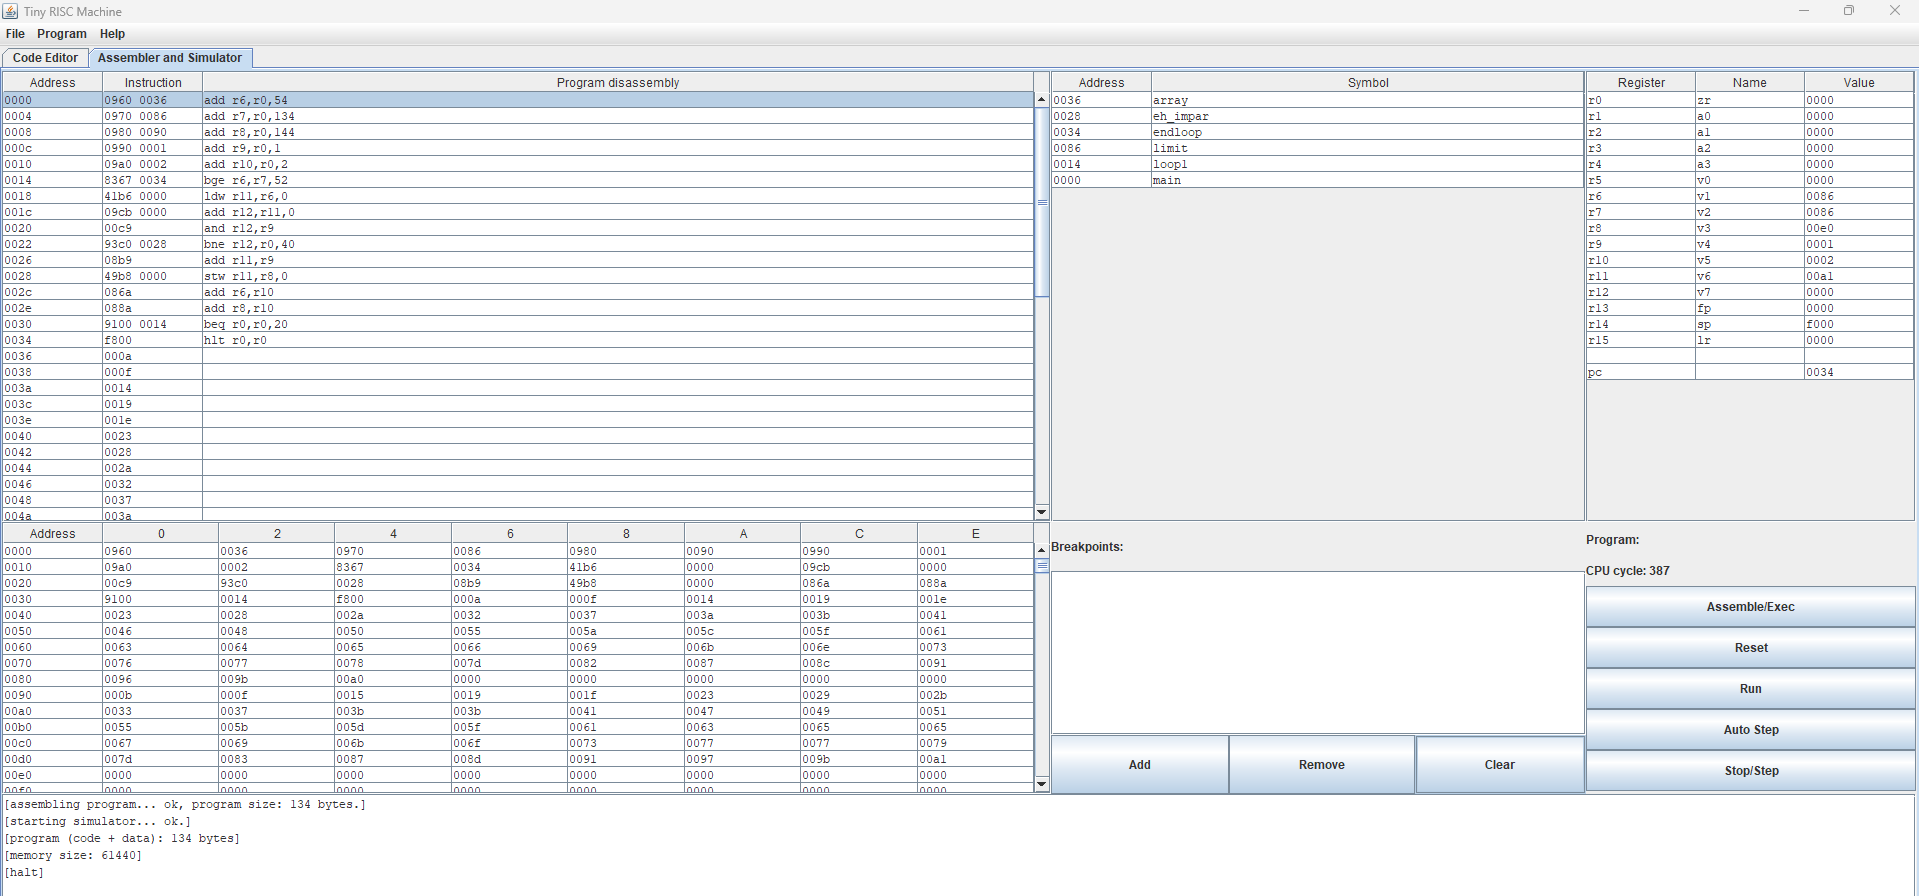 Tiny RISC Machine
File Program Help
Code Editor Assembler and Simulator
Address Instruction Program disassembly
0000 0960 0036 add r6,r0,54
0004 0970 0086 add r7,r0,134
0008 0980 0090 add r8,r0,144
000c 0990 0001 add r9,r0,1
0010 09a0 0002 add r10,r0,2
0014 8367 0034 bge r6,r7,52
0018 41b6 0000 ldw r11,r6,0
001c 09cb 0000 add r12,r11,0
0020 00c9 and r12,r9
0022 93c0 0028 bne r12,r0,40
0026 08b9 add r11,r9
0028 49b8 0000 stw r11,r8,0
002c 086a add r6,r10
002e 088a add r8,r10
0030 9100 0014 beq r0,r0,20
0034 f800 hlt r0,r0
0036 000a
0038 000f
003a 0014
003c 0019
003e 001e
0040 0023
0042 0028
0044 002a
0046 0032
0048 0037
004a 003a
Address Symbol
0036 array
0028 eh_impar
0034 endloop
0086 limit
0014 loop1
0000 main
Register Name Value
r0 zr 0000
r1 a0 0000
r2 a1 0000
r3 a2 0000
r4 a3 0000
r5 v0 0000
r6 v1 0086
r7 v2 0086
r8 v3 00e0
r9 v4 0001
r10 v5 0002
r11 v6 00a1
r12 v7 0000
r13 fp 0000
r14 sp f000
r15 lr 0000
pc 0034
Address 0 2 4 6 8 A C E
0000 0960 0036 0970 0086 0980 0090 0990 0001
0010 09a0 0002 8367 0034 41b6 0000 09cb 0000
0020 00c9 93c0 0028 08b9 49b8 0000 086a 088a
0030 9100 0014 f800 000a 000f 0014 0019 001e
0040 0023 0028 002a 0032 0037 003a 003b 0041
0050 0046 0048 0050 0055 005a 005c 005f 0061
0060 0063 0064 0065 0066 0069 006b 006e 0073
0070 0076 0077 0078 007d 0082 0087 008c 0091
0080 0096 009b 00a0 0000 0000 0000 0000 0000
0090 000b 000f 0015 0019 001f 0023 0029 002b
00a0 0033 0037 003b 003b 0041 0047 0049 0051
00b0 0055 005b 005d 005f 0061 0063 0065 0065
00c0 0067 0069 006b 006f 0073 0077 0077 0079
00d0 007d 0083 0087 008d 0091 0097 009b 00a1
00e0 0000 0000 0000 0000 0000 0000 0000 0000
00f0 0000 0000 0000 0000 0000 0000 0000 0000
Breakpoints:
Add Remove Clear
Program:
CPU cycle: 387
Assemble/Exec
Reset
Run
Auto Step
Stop/Step
[assembling program... ok, program size: 134 bytes.]
[starting simulator... ok.]
[program (code + data): 134 bytes]
[memory size: 61440]
[halt]